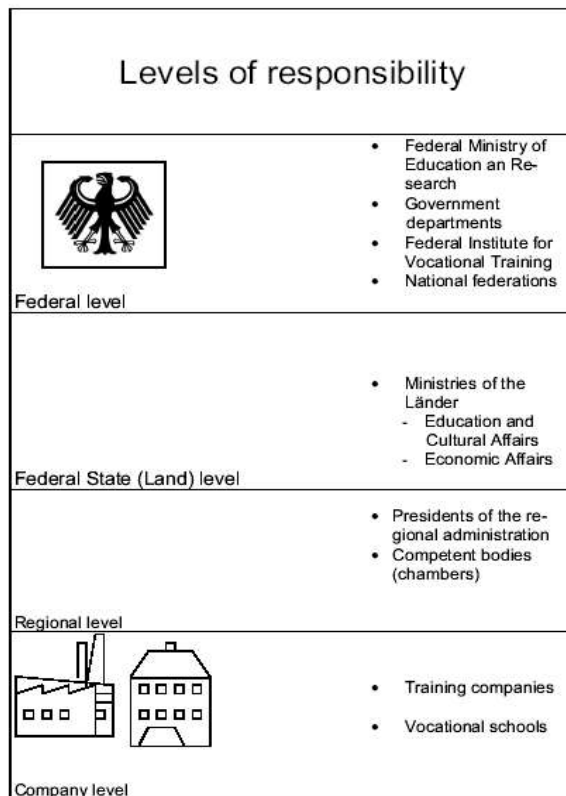 Levels of responsibility
• Federal Ministry of
Education an Re-
search
• Government
departments
• Federal Institute for
Vocational Training
• National federations
Federal level
• Ministries of the
Länder
- Education and
Cultural Affairs
- Economic Affairs
Federal State (Land) level
• Presidents of the re-
gional administration
• Competent bodies
(chambers)
Regional level
• Training companies
• Vocational schools
Company level